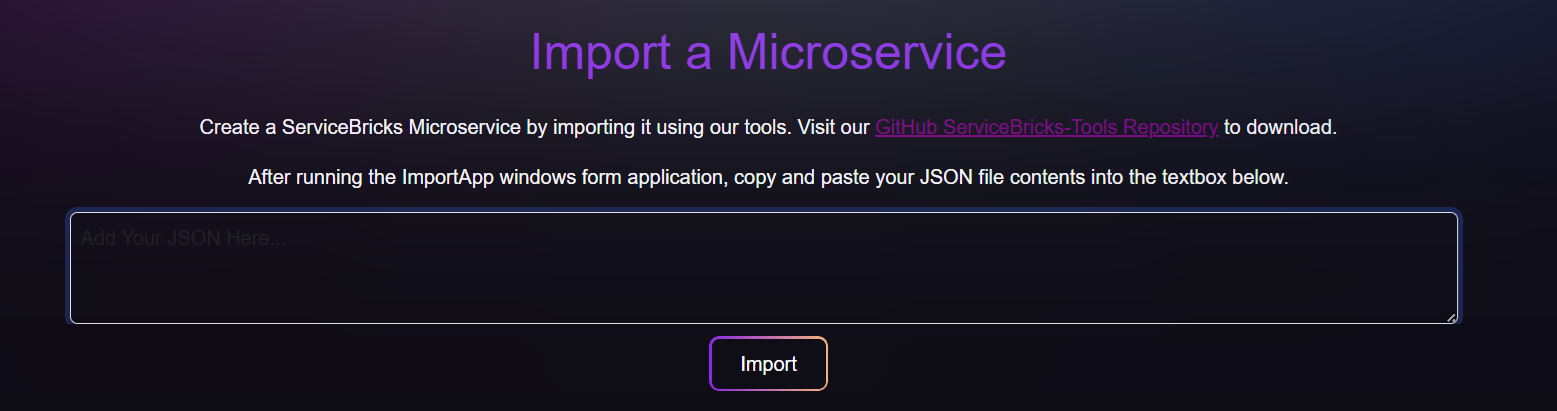 Import a Microservice
Create a ServiceBricks Microservice by importing it using our tools. Visit our GitHub ServiceBricks-Tools Repository to download.
After running the ImportApp windows form application, copy and paste your JSON file contents into the textbox below.
Add Your JSON Here...
Import